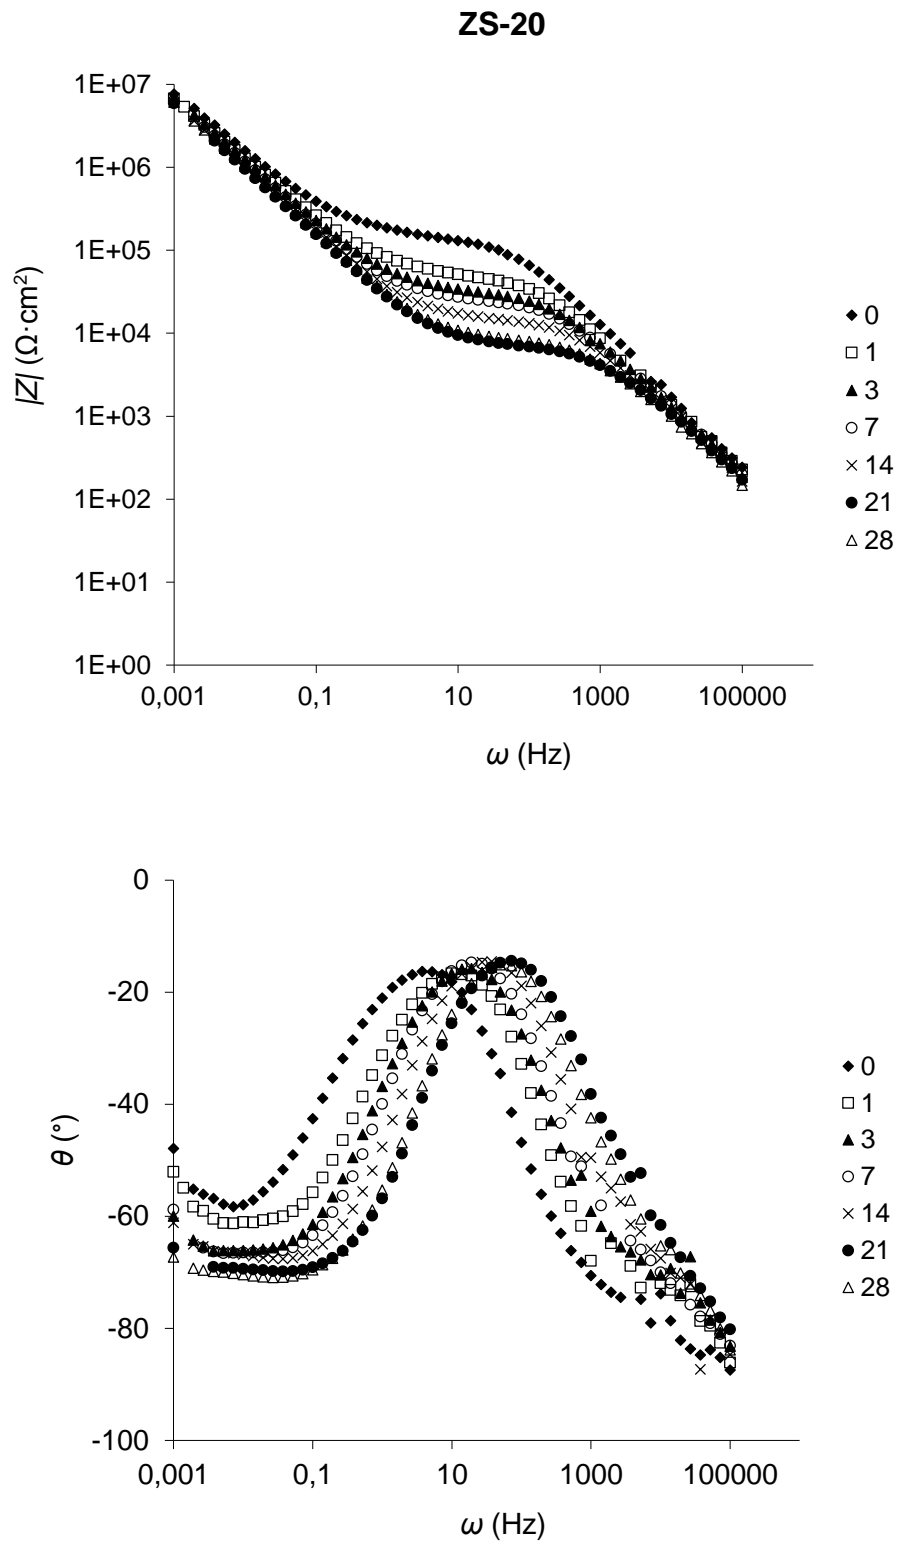 ZS-20
1E+07
1E+06
1E+05
1E+04
1E+03
1E+02
1E+01
1E+00
|Z| (Ω·cm²)
0,001 0,1 10 1000 100000
ω (Hz)
0
1
3
7
14
21
28
0
-20
-40
-60
-80
-100
θ (°)
0,001 0,1 10 1000 100000
ω (Hz)
0
1
3
7
14
21
28